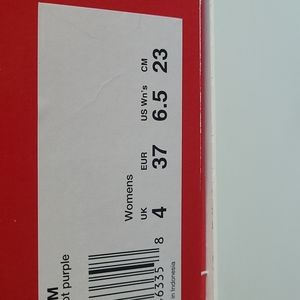 M
ot purple
Womens
UK EUR US Wn's CM
4 37 6.5 23
6335 8
in Indonesia